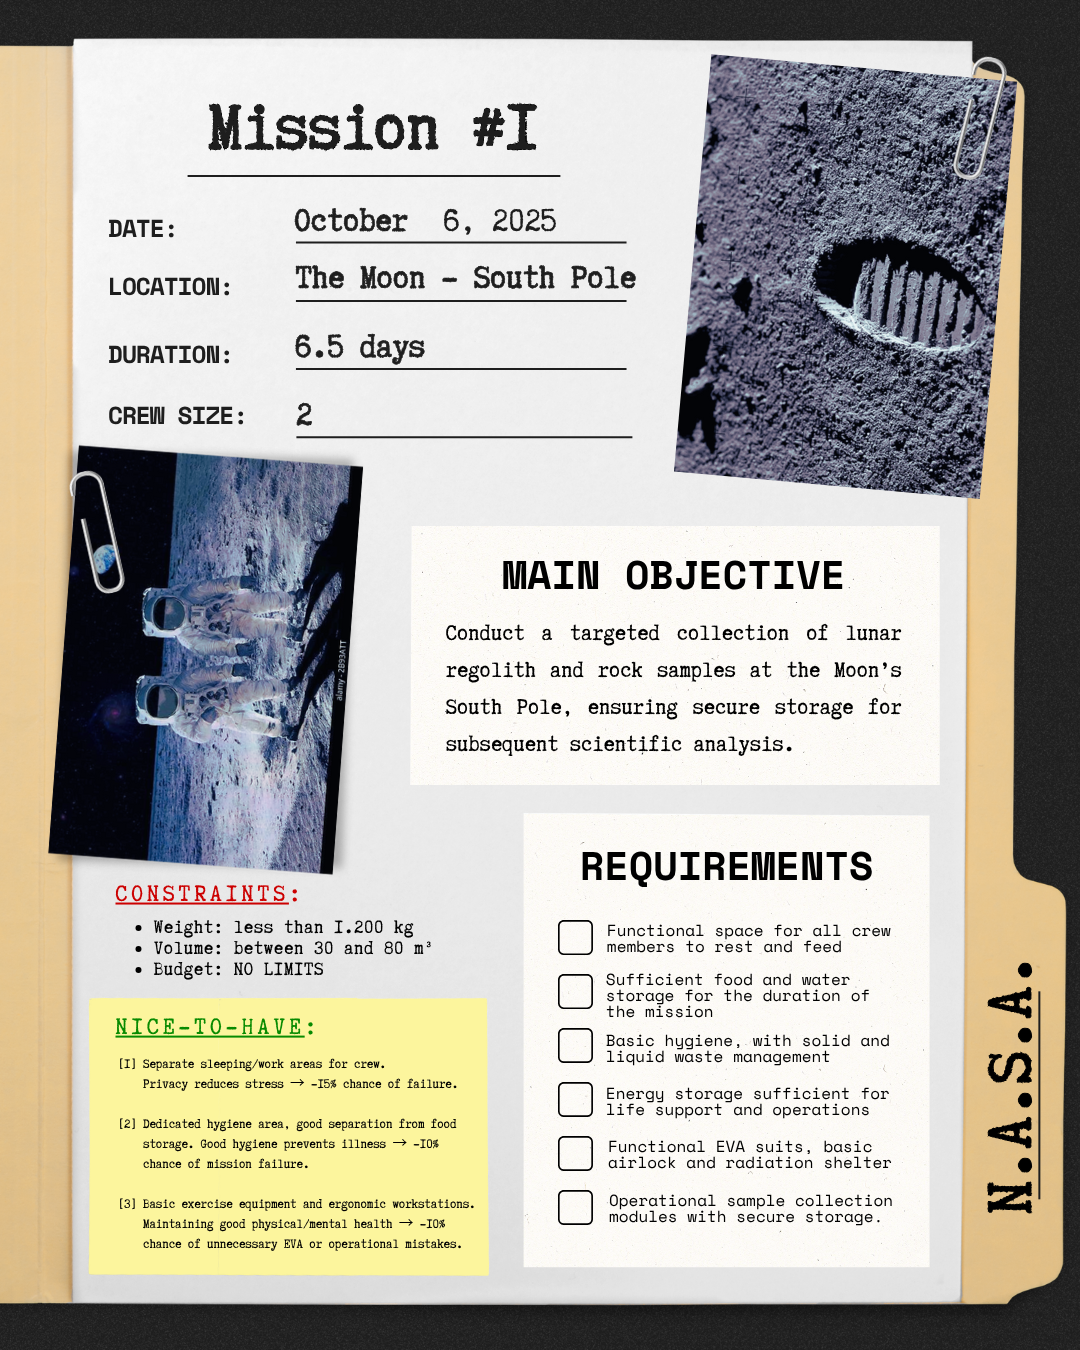 Mission #1
DATE: October 6, 2025
LOCATION: The Moon - South Pole
DURATION: 6.5 days
CREW SIZE: 2
alamy - 2B93ATT
MAIN OBJECTIVE
Conduct a targeted collection of lunar
regolith and rock samples at the Moon's
South Pole, ensuring secure storage for
subsequent scientific analysis.
CONSTRAINTS:
• Weight: less than 1.200 kg
• Volume: between 30 and 80 m³
• Budget: NO LIMITS
NICE-TO-HAVE:
[1] Separate sleeping/work areas for crew.
Privacy reduces stress → -15% chance of failure.
[2] Dedicated hygiene area, good separation from food
storage. Good hygiene prevents illness → -10%
chance of mission failure.
[3] Basic exercise equipment and ergonomic workstations.
Maintaining good physical/mental health → -10%
chance of unnecessary EVA or operational mistakes.
REQUIREMENTS
Functional space for all crew
members to rest and feed
Sufficient food and water
storage for the duration of
the mission
Basic hygiene, with solid and
liquid waste management
Energy storage sufficient for
life support and operations
Functional EVA suits, basic
airlock and radiation shelter
Operational sample collection
modules with secure storage.
N.A.S.A.